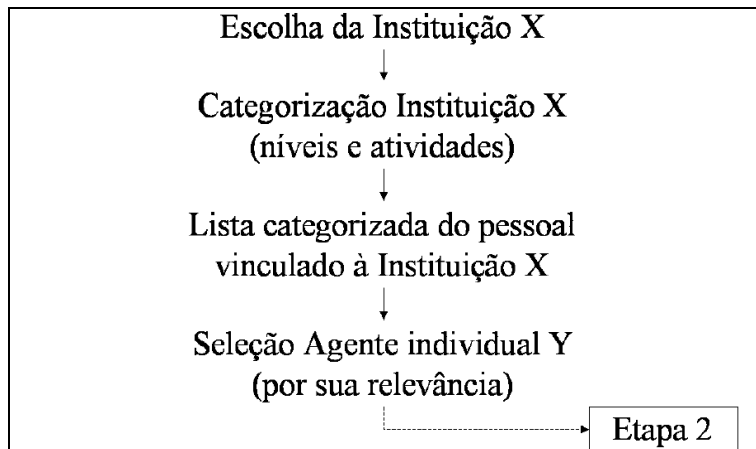 Escolha da Instituição X
Categorização Instituição X
(níveis e atividades)
Lista categorizada do pessoal
vinculado à Instituição X
Seleção Agente individual Y
(por sua relevância)
Etapa 2